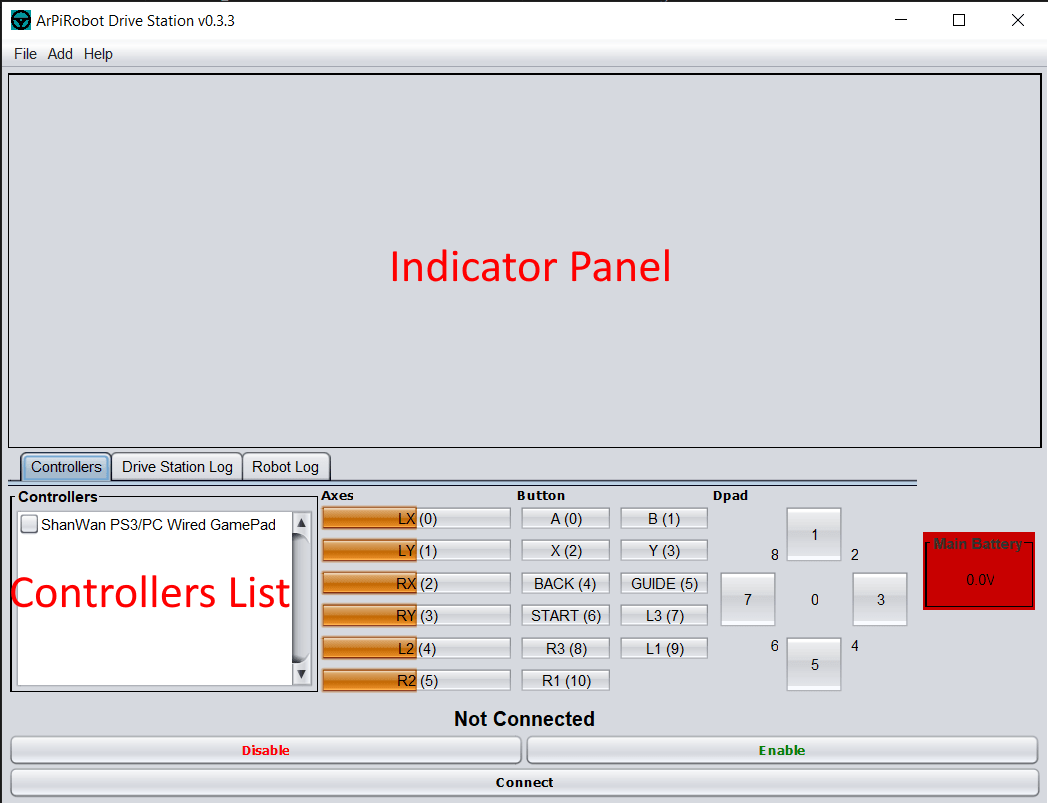 ArPiRobot Drive Station v0.3.3
File Add Help
Indicator Panel
Controllers Drive Station Log Robot Log
Controllers
ShanWan PS3/PC Wired GamePad
Controllers List
Axes
LX (0)
LY (1)
RX (2)
RY (3)
L2 (4)
R2 (5)
Button
A (0) B (1)
X (2) Y (3)
BACK (4) GUIDE (5)
START (6) L3 (7)
R3 (8) L1 (9)
R1 (10)
Dpad
1
8 2
7 0 3
6 4
5
Main Battery
0.0V
Not Connected
Disable Enable
Connect